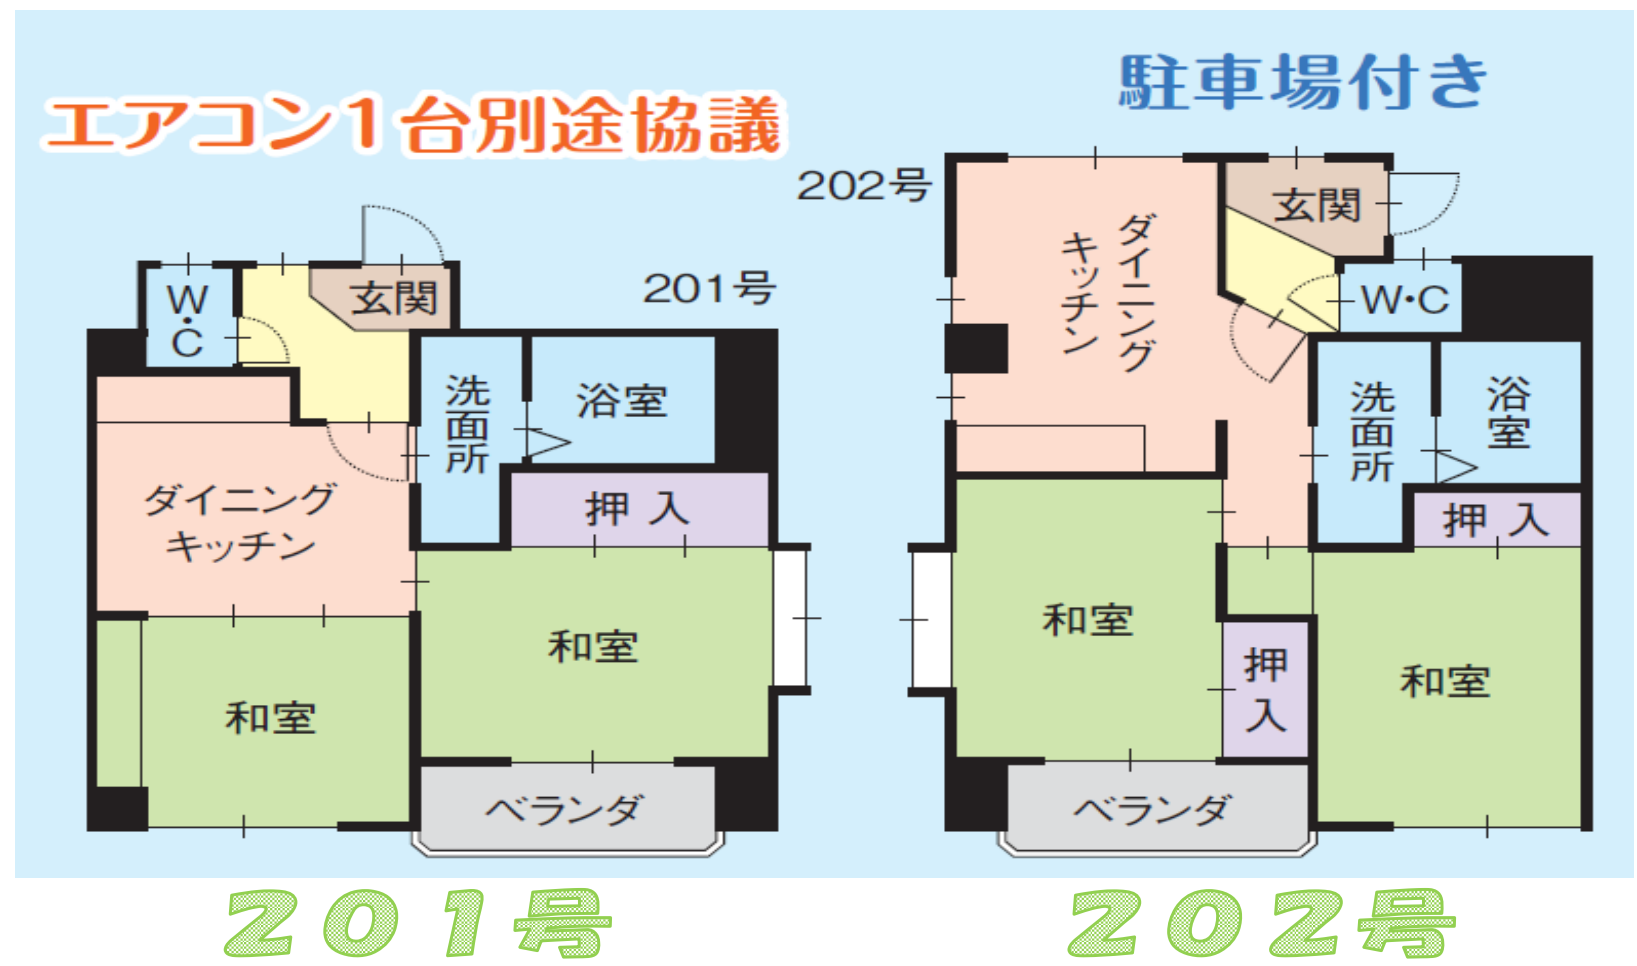 エアコン1台別途協議
駐車場付き
201号
W・C
玄関
洗面所
浴室
ダイニング
キッチン
押入
和室
和室
ベランダ
202号
ダイニング
キッチン
玄関
W・C
洗面所
浴室
押入
和室
押入
和室
ベランダ
201号
202号